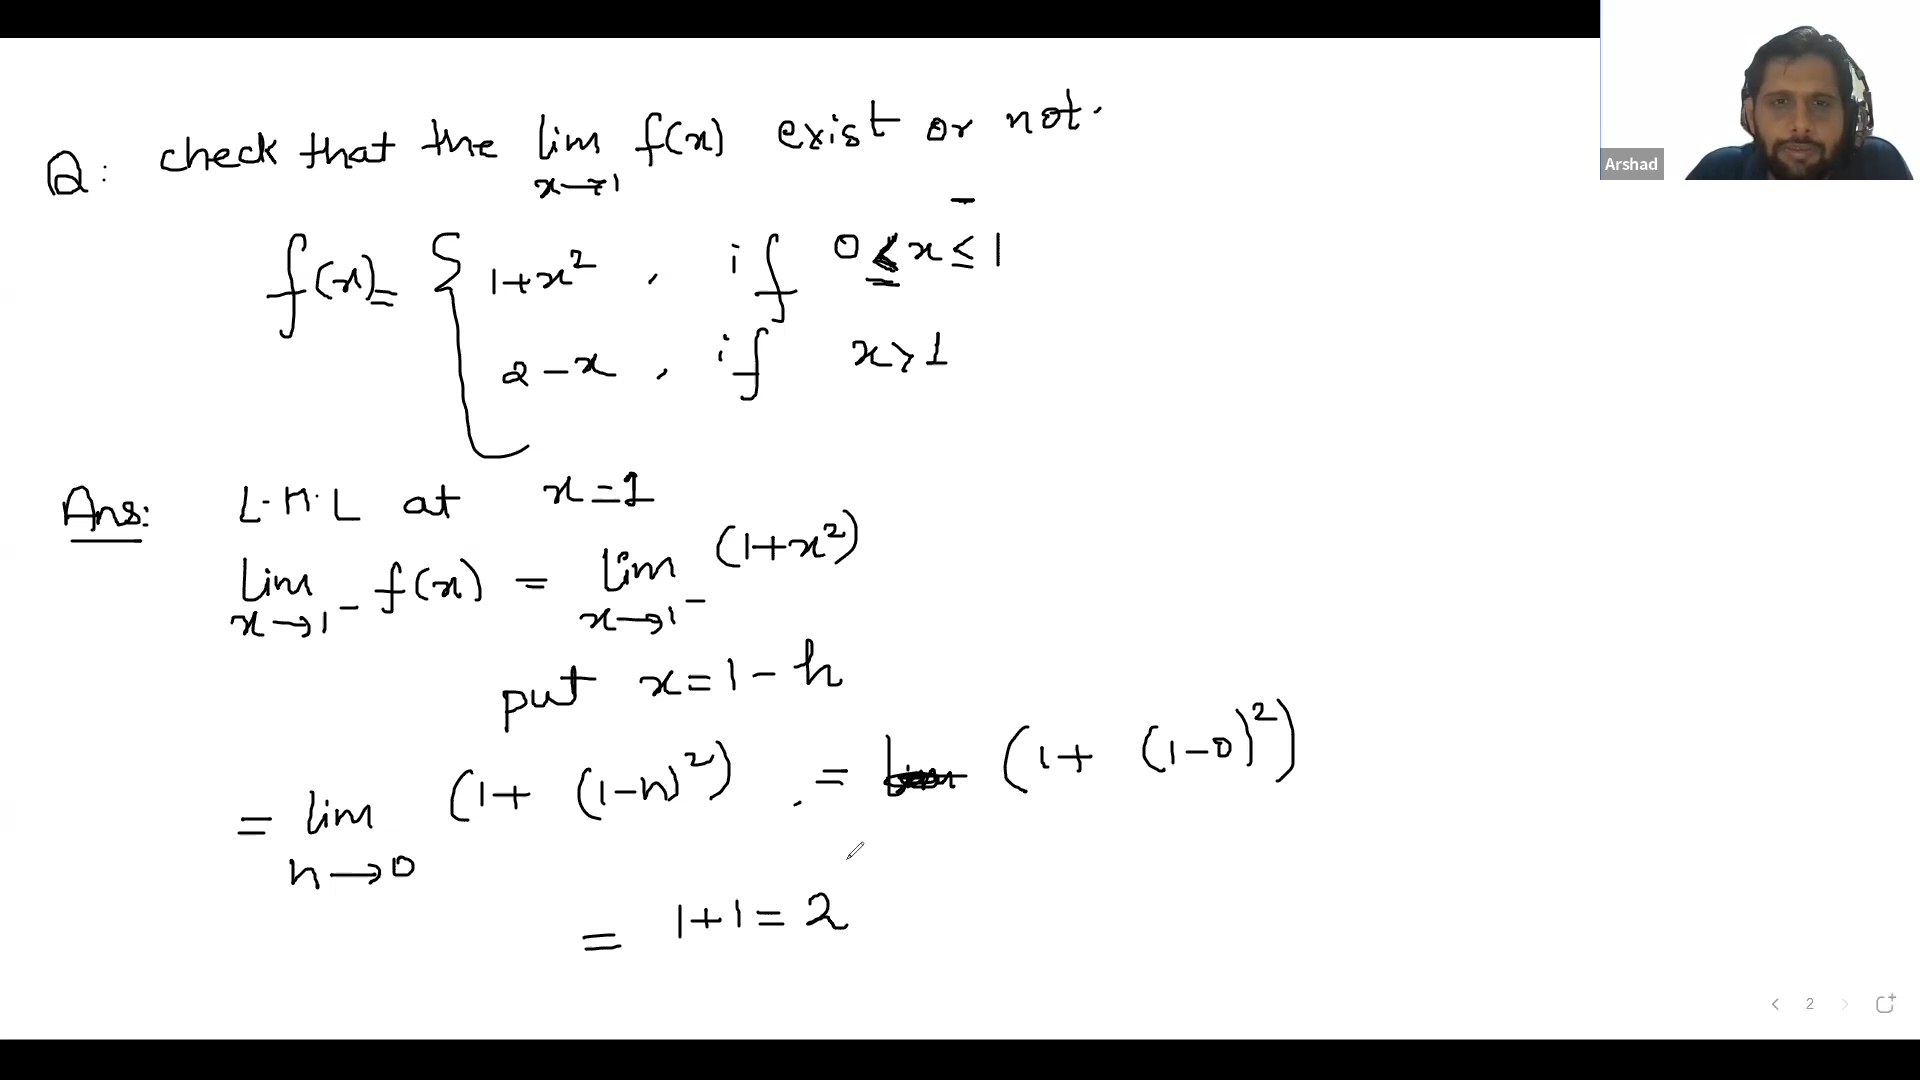 Q: check that the lim f(x) exist or not.
x→1
f(x) = { 1+x² , if 0 ≤ x ≤ 1
2-x , if x>1
Ans: L.H.L at x=1
lim f(x) = lim (1+x²)
x→1⁻ x→1⁻
put x=1-h
= lim (1+ (1-h)²) . = (1+ (1-0)²)
h→0
= 1+1=2
Arshad
2